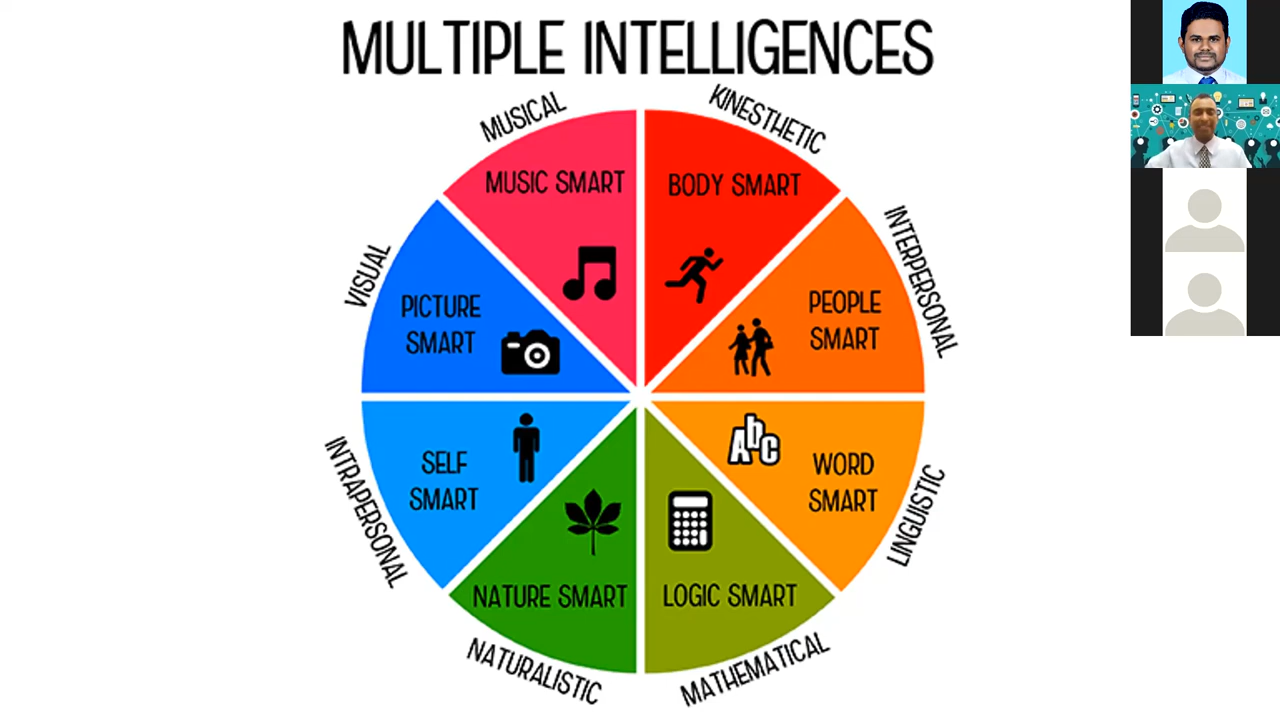 MULTIPLE INTELLIGENCES
MUSICAL
KINESTHETIC
MUSIC SMART
BODY SMART
VISUAL
INTERPERSONAL
PICTURE
SMART
PEOPLE
SMART
INTRAPERSONAL
SELF
SMART
AbC
WORD
SMART
LINGUISTIC
NATURE SMART
LOGIC SMART
NATURALISTIC
MATHEMATICAL